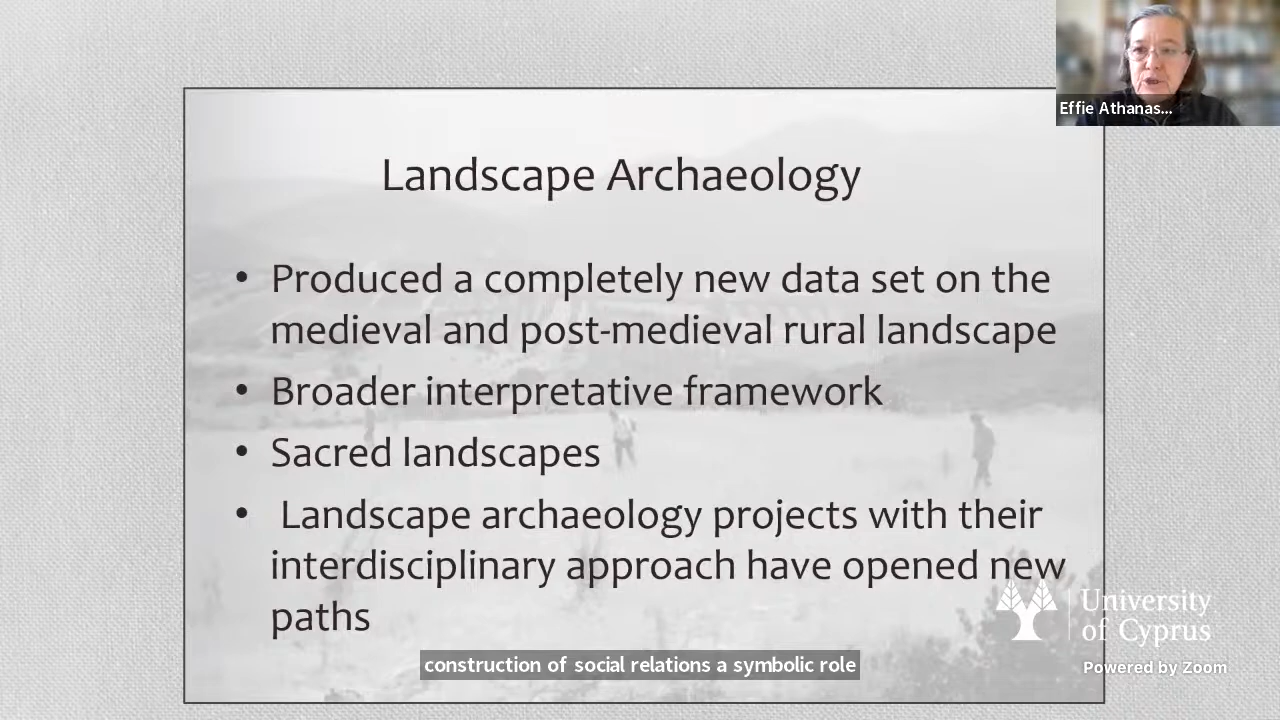 Effie Athanas...
Landscape Archaeology
• Produced a completely new data set on the
medieval and post-medieval rural landscape
• Broader interpretative framework
• Sacred landscapes
• Landscape archaeology projects with their
interdisciplinary approach have opened new
paths
University
of Cyprus
construction of social relations a symbolic role
Powered by Zoom